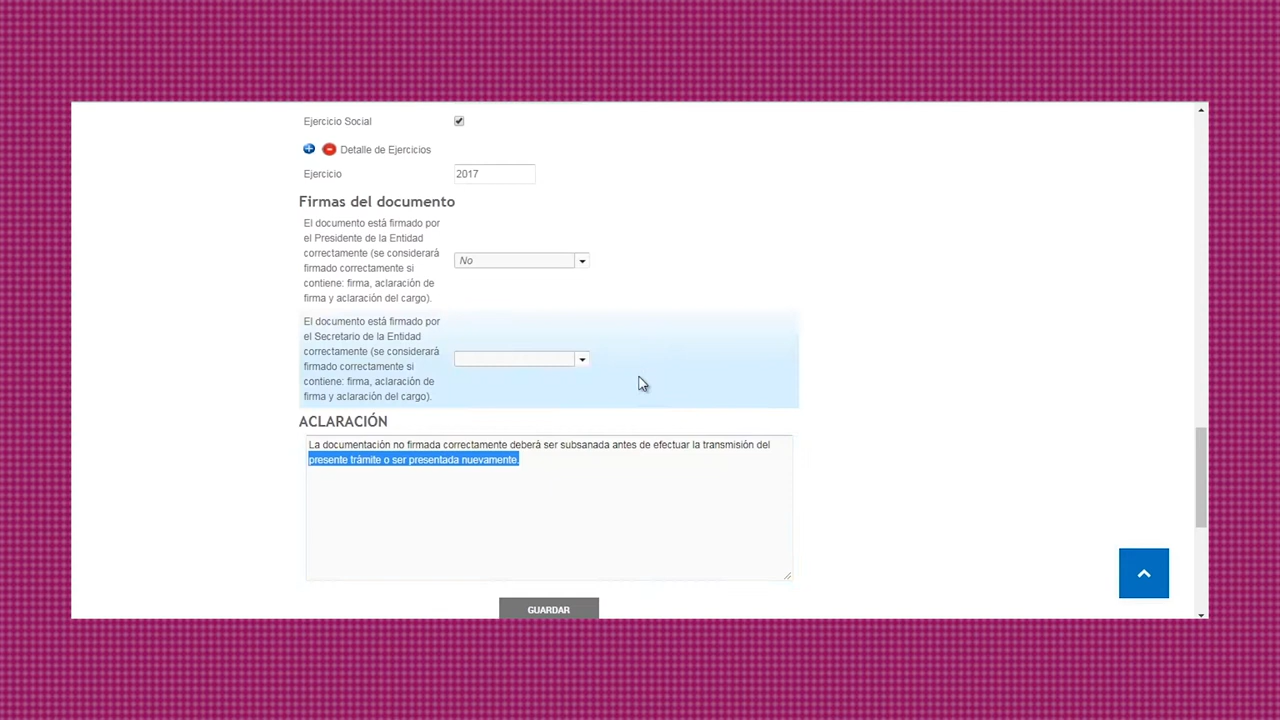 Ejercicio Social
Detalle de Ejercicios
Ejercicio 2017
Firmas del documento
El documento está firmado por
el Presidente de la Entidad
correctamente (se considerará
firmado correctamente si
contiene: firma, aclaración de
firma y aclaración del cargo).
No
El documento está firmado por
el Secretario de la Entidad
correctamente (se considerará
firmado correctamente si
contiene: firma, aclaración de
firma y aclaración del cargo).
ACLARACIÓN
La documentación no firmada correctamente deberá ser subsanada antes de efectuar la transmisión del
presente trámite o ser presentada nuevamente.
GUARDAR